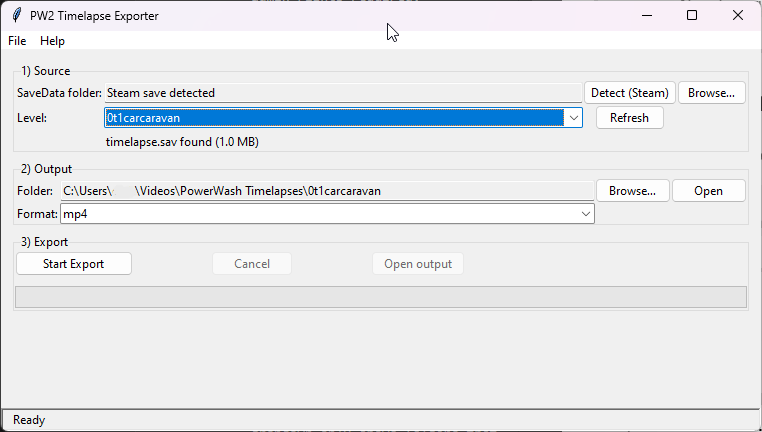 PW2 Timelapse Exporter
File Help
1) Source
SaveData folder: Steam save detected Detect (Steam) Browse...
Level: 0t1carcaravan Refresh
timelapse.sav found (1.0 MB)
2) Output
Folder: C:\Users\ \Videos\PowerWash Timelapses\0t1carcaravan Browse... Open
Format: mp4
3) Export
Start Export Cancel Open output
Ready